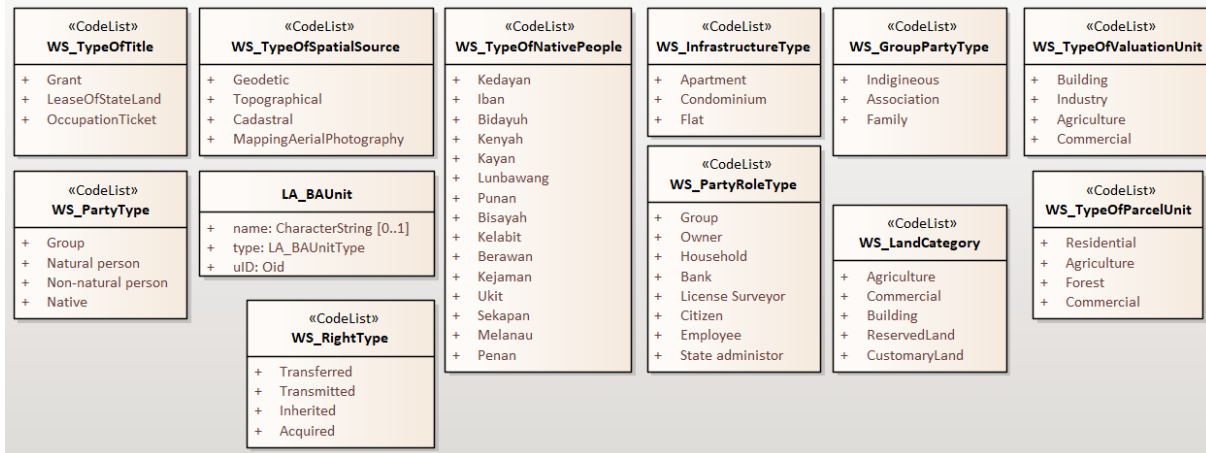 «CodeList»
WS_TypeOfTitle
+ Grant
+ LeaseOfStateLand
+ OccupationTicket
«CodeList»
WS_TypeOfSpatialSource
+ Geodetic
+ Topographical
+ Cadastral
+ MappingAerialPhotography
«CodeList»
WS_TypeOfNativePeople
+ Kedayan
+ Iban
+ Bidayuh
+ Kenyah
+ Kayan
+ Lunbawang
+ Punan
+ Bisayah
+ Kelabit
+ Berawan
+ Kejaman
+ Ukit
+ Sekapan
+ Melanau
+ Penan
«CodeList»
WS_InfrastructureType
+ Apartment
+ Condominium
+ Flat
«CodeList»
WS_GroupPartyType
+ Indigineous
+ Association
+ Family
«CodeList»
WS_TypeOfValuationUnit
+ Building
+ Industry
+ Agriculture
+ Commercial
«CodeList»
WS_PartyType
+ Group
+ Natural person
+ Non-natural person
+ Native
LA_BAUnit
+ name: CharacterString [0..1]
+ type: LA_BAUnitType
+ uID: Oid
«CodeList»
WS_PartyRoleType
+ Group
+ Owner
+ Household
+ Bank
+ License Surveyor
+ Citizen
+ Employee
+ State administor
«CodeList»
WS_LandCategory
+ Agriculture
+ Commercial
+ Building
+ ReservedLand
+ CustomaryLand
«CodeList»
WS_TypeOfParcelUnit
+ Residential
+ Agriculture
+ Forest
+ Commercial
«CodeList»
WS_RightType
+ Transferred
+ Transmitted
+ Inherited
+ Acquired